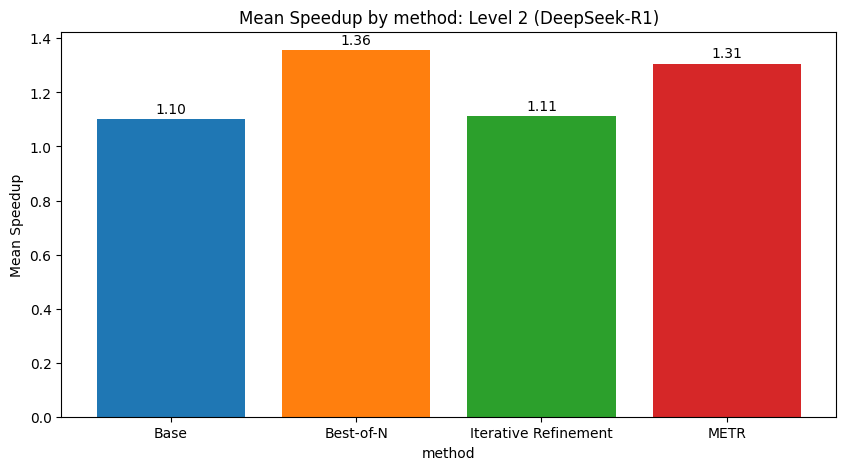 Mean Speedup by method: Level 2 (DeepSeek-R1)
Mean Speedup
1.4
1.2
1.0
0.8
0.6
0.4
0.2
0.0
1.10
1.36
1.11
1.31
Base
Best-of-N
Iterative Refinement
METR
method